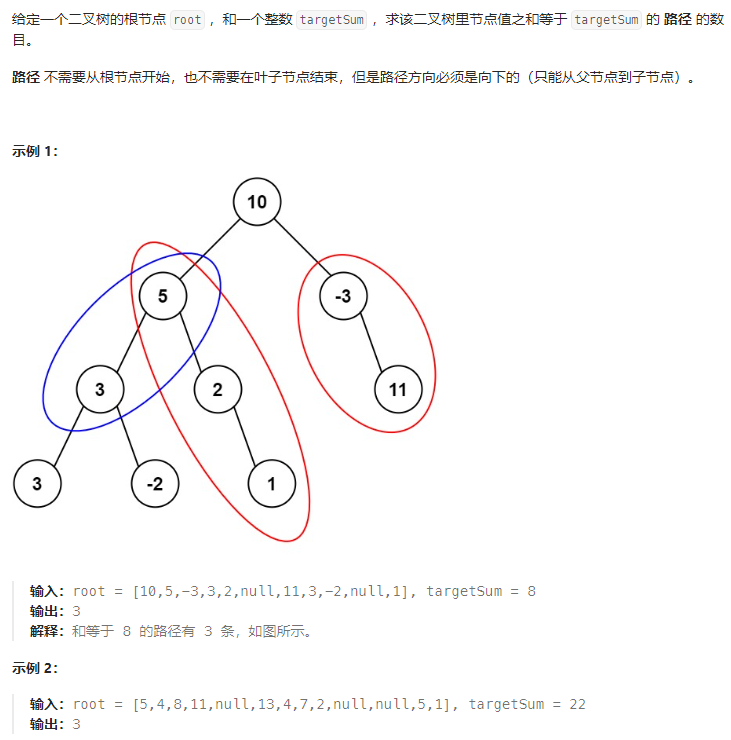 给定一个二叉树的根节点 root ，和一个整数 targetSum ，求该二叉树里节点值之和等于 targetSum 的 路径 的数
目。
路径 不需要从根节点开始，也不需要在叶子节点结束，但是路径方向必须是向下的（只能从父节点到子节点）。
示例 1：
10
5 -3
3 2 11
3 -2 1
输入：root = [10,5,-3,3,2,null,11,3,-2,null,1], targetSum = 8
输出：3
解释：和等于 8 的路径有 3 条，如图所示。
示例 2：
输入：root = [5,4,8,11,null,13,4,7,2,null,null,5,1], targetSum = 22
输出：3